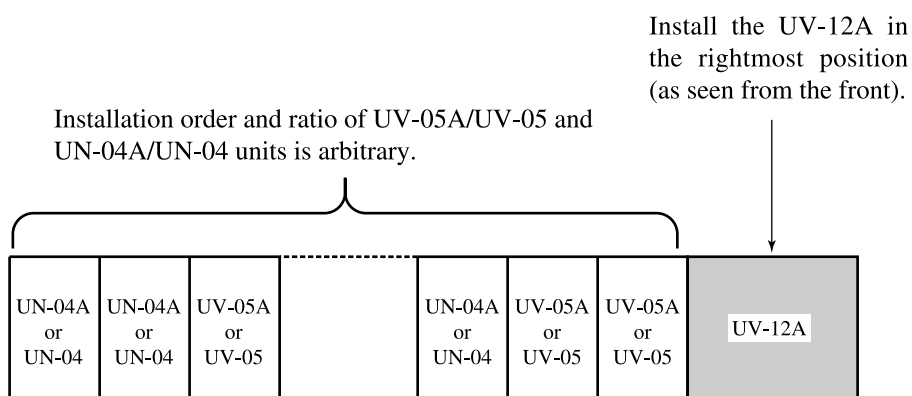 Install the UV-12A in
the rightmost position
(as seen from the front).
Installation order and ratio of UV-05A/UV-05 and
UN-04A/UN-04 units is arbitrary.
UN-04A
or
UN-04
UN-04A
or
UN-04
UV-05A
or
UV-05
UN-04A
or
UN-04
UV-05A
or
UV-05
UV-05A
or
UV-05
UV-12A